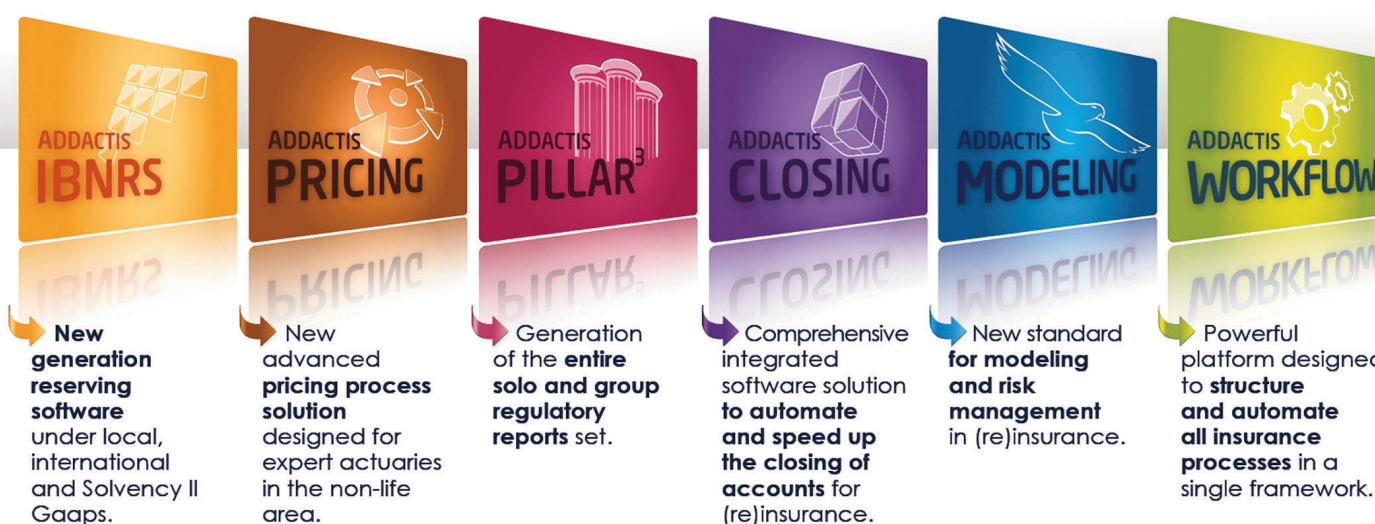 ADDACTIS
IBNRS
ADDACTIS
PRICING
ADDACTIS
PILLAR³
ADDACTIS
CLOSING
ADDACTIS
MODELING
ADDACTIS
WORKFLOW
New
generation
reserving
software
under local,
international
and Solvency II
Gaaps.
New
advanced
pricing process
solution
designed for
expert actuaries
in the non-life
area.
Generation
of the entire
solo and group
regulatory
reports set.
Comprehensive
integrated
software solution
to automate
and speed up
the closing of
accounts for
(re)insurance.
New standard
for modeling
and risk
management
in (re)insurance.
Powerful
platform designed
to structure
and automate
all insurance
processes in a
single framework.